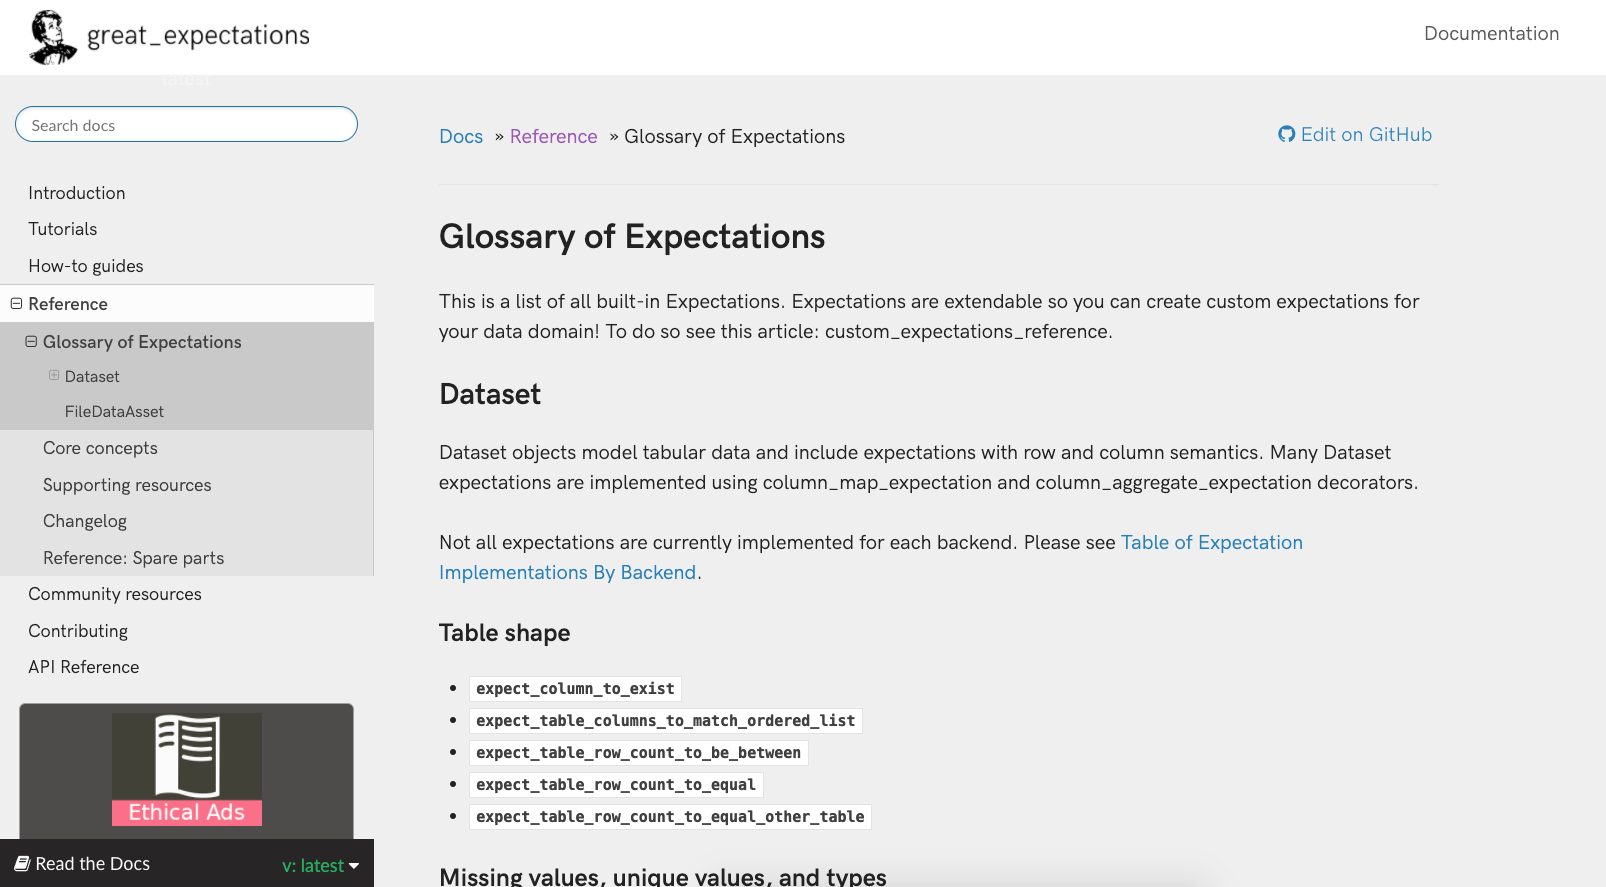 great_expectations
Documentation
latest
Search docs
Introduction
Tutorials
How-to guides
Reference
Glossary of Expectations
Dataset
FileDataAsset
Core concepts
Supporting resources
Changelog
Reference: Spare parts
Community resources
Contributing
API Reference
Ethical Ads
Read the Docs
v: latest
Docs » Reference » Glossary of Expectations
Edit on GitHub
Glossary of Expectations
This is a list of all built-in Expectations. Expectations are extendable so you can create custom expectations for
your data domain! To do so see this article: custom_expectations_reference.
Dataset
Dataset objects model tabular data and include expectations with row and column semantics. Many Dataset
expectations are implemented using column_map_expectation and column_aggregate_expectation decorators.
Not all expectations are currently implemented for each backend. Please see Table of Expectation
Implementations By Backend.
Table shape
• expect_column_to_exist
• expect_table_columns_to_match_ordered_list
• expect_table_row_count_to_be_between
• expect_table_row_count_to_equal
• expect_table_row_count_to_equal_other_table
Missing values, unique values, and types